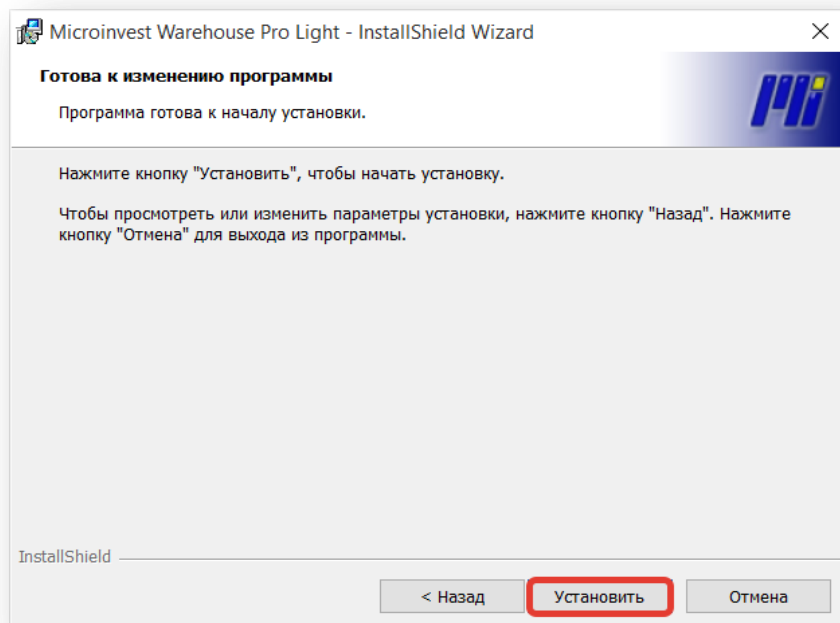 Microinvest Warehouse Pro Light - InstallShield Wizard
Готова к изменению программы
Программа готова к началу установки.
Нажмите кнопку "Установить", чтобы начать установку.
Чтобы просмотреть или изменить параметры установки, нажмите кнопку "Назад". Нажмите
кнопку "Отмена" для выхода из программы.
InstallShield
< Назад
Установить
Отмена